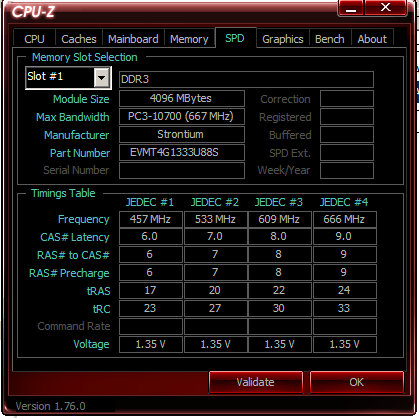 CPU-Z
CPU Caches Mainboard Memory SPD Graphics Bench About
Memory Slot Selection
Slot #1 DDR3
Module Size 4096 MBytes Correction
Max Bandwidth PC3-10700 (667 MHz) Registered
Manufacturer Strontium Buffered
Part Number EVMT4G1333U88S SPD Ext.
Serial Number Week/Year
Timings Table
JEDEC #1 JEDEC #2 JEDEC #3 JEDEC #4
Frequency 457 MHz 533 MHz 609 MHz 666 MHz
CAS# Latency 6.0 7.0 8.0 9.0
RAS# to CAS# 6 7 8 9
RAS# Precharge 6 7 8 9
tRAS 17 20 22 24
tRC 23 27 30 33
Command Rate
Voltage 1.35 V 1.35 V 1.35 V 1.35 V
Validate OK
Version 1.76.0